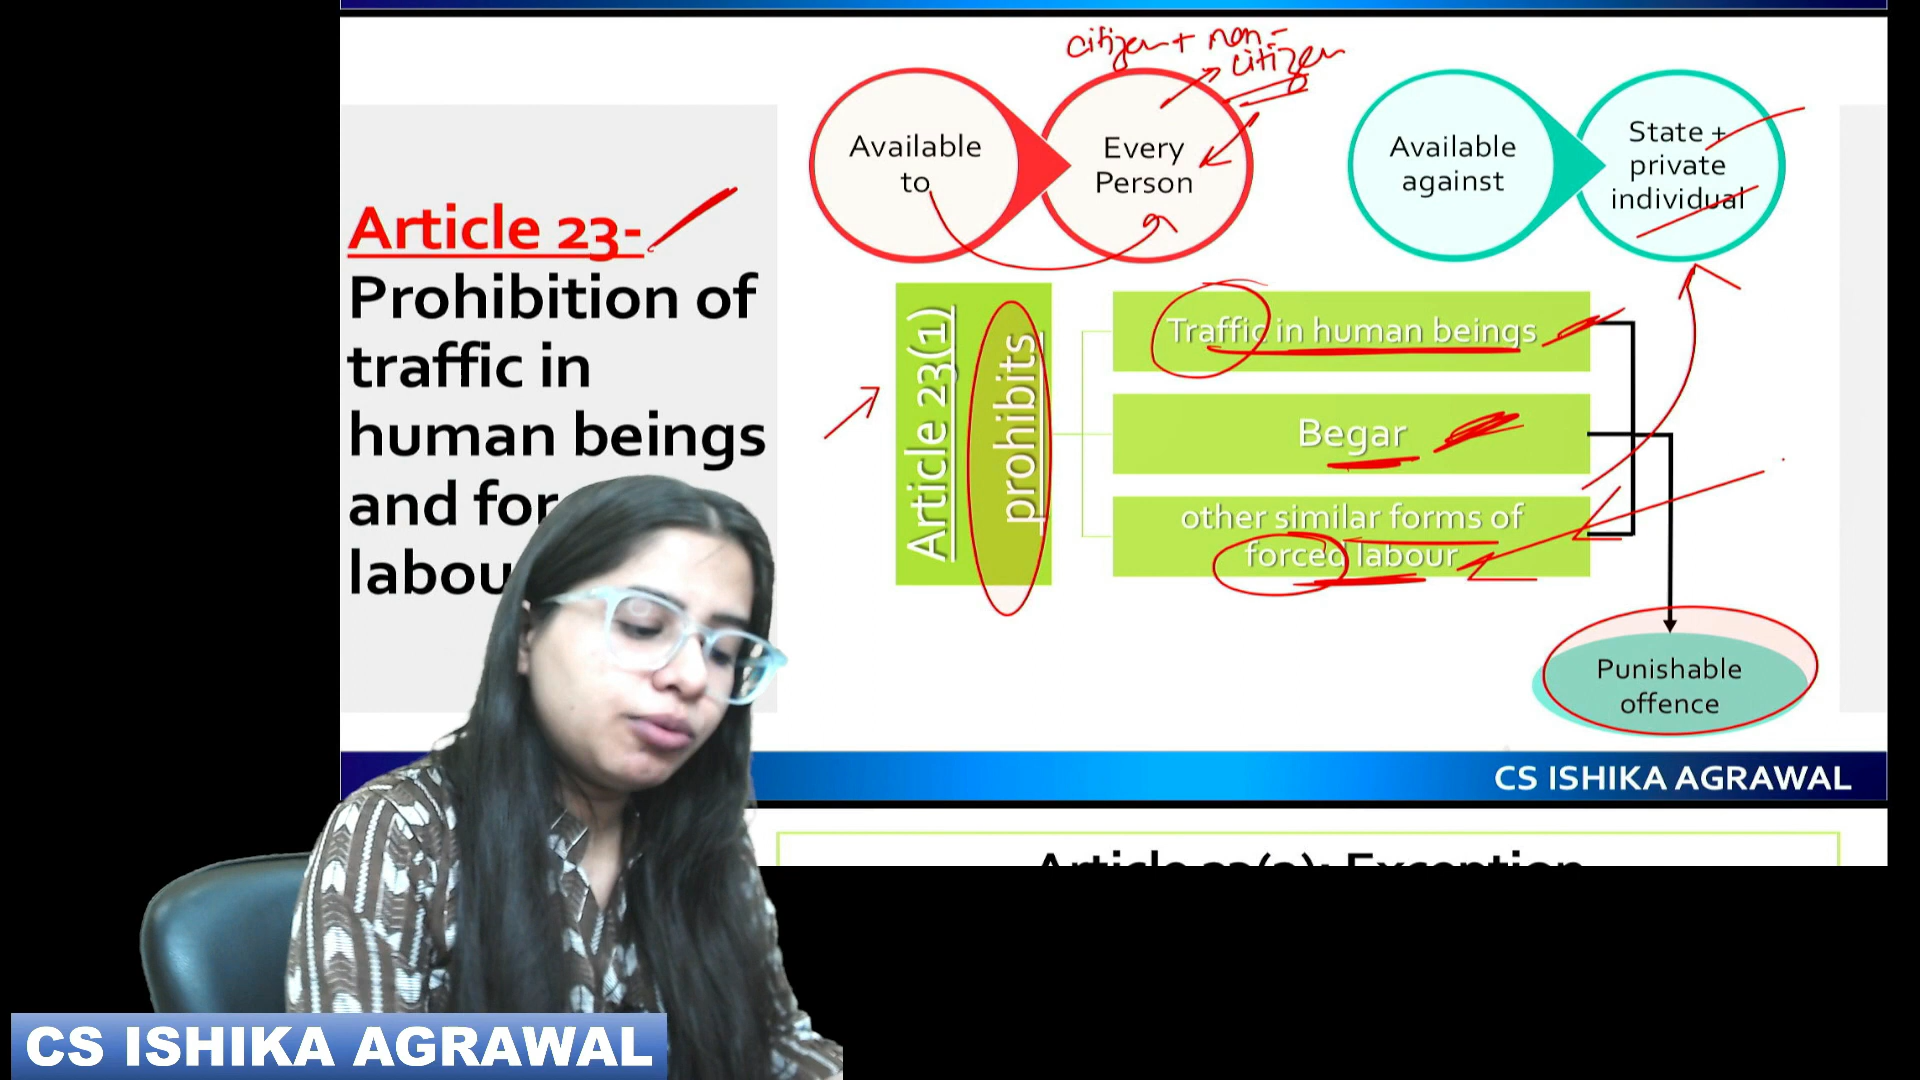 citizen + non-
citizen
Available
to
Every
Person
Available
against
State +
private
individual
Article 23-
Prohibition of
traffic in
human beings
and for
labou
Article 23(1)
prohibits
Traffic in human beings
Begar
other similar forms of
forced labour
Punishable
offence
CS ISHIKA AGRAWAL
CS ISHIKA AGRAWAL